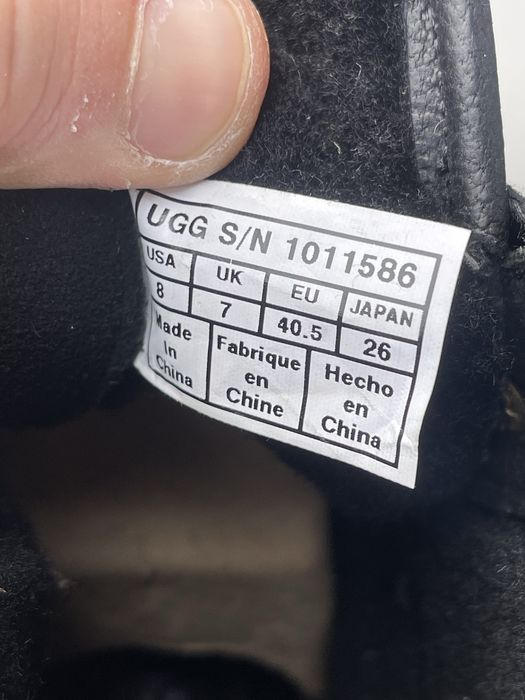 UGG S/N 1011586
USA UK EU JAPAN
8 7 40.5 26
Made In China
Fabrique en Chine
Hecho en China